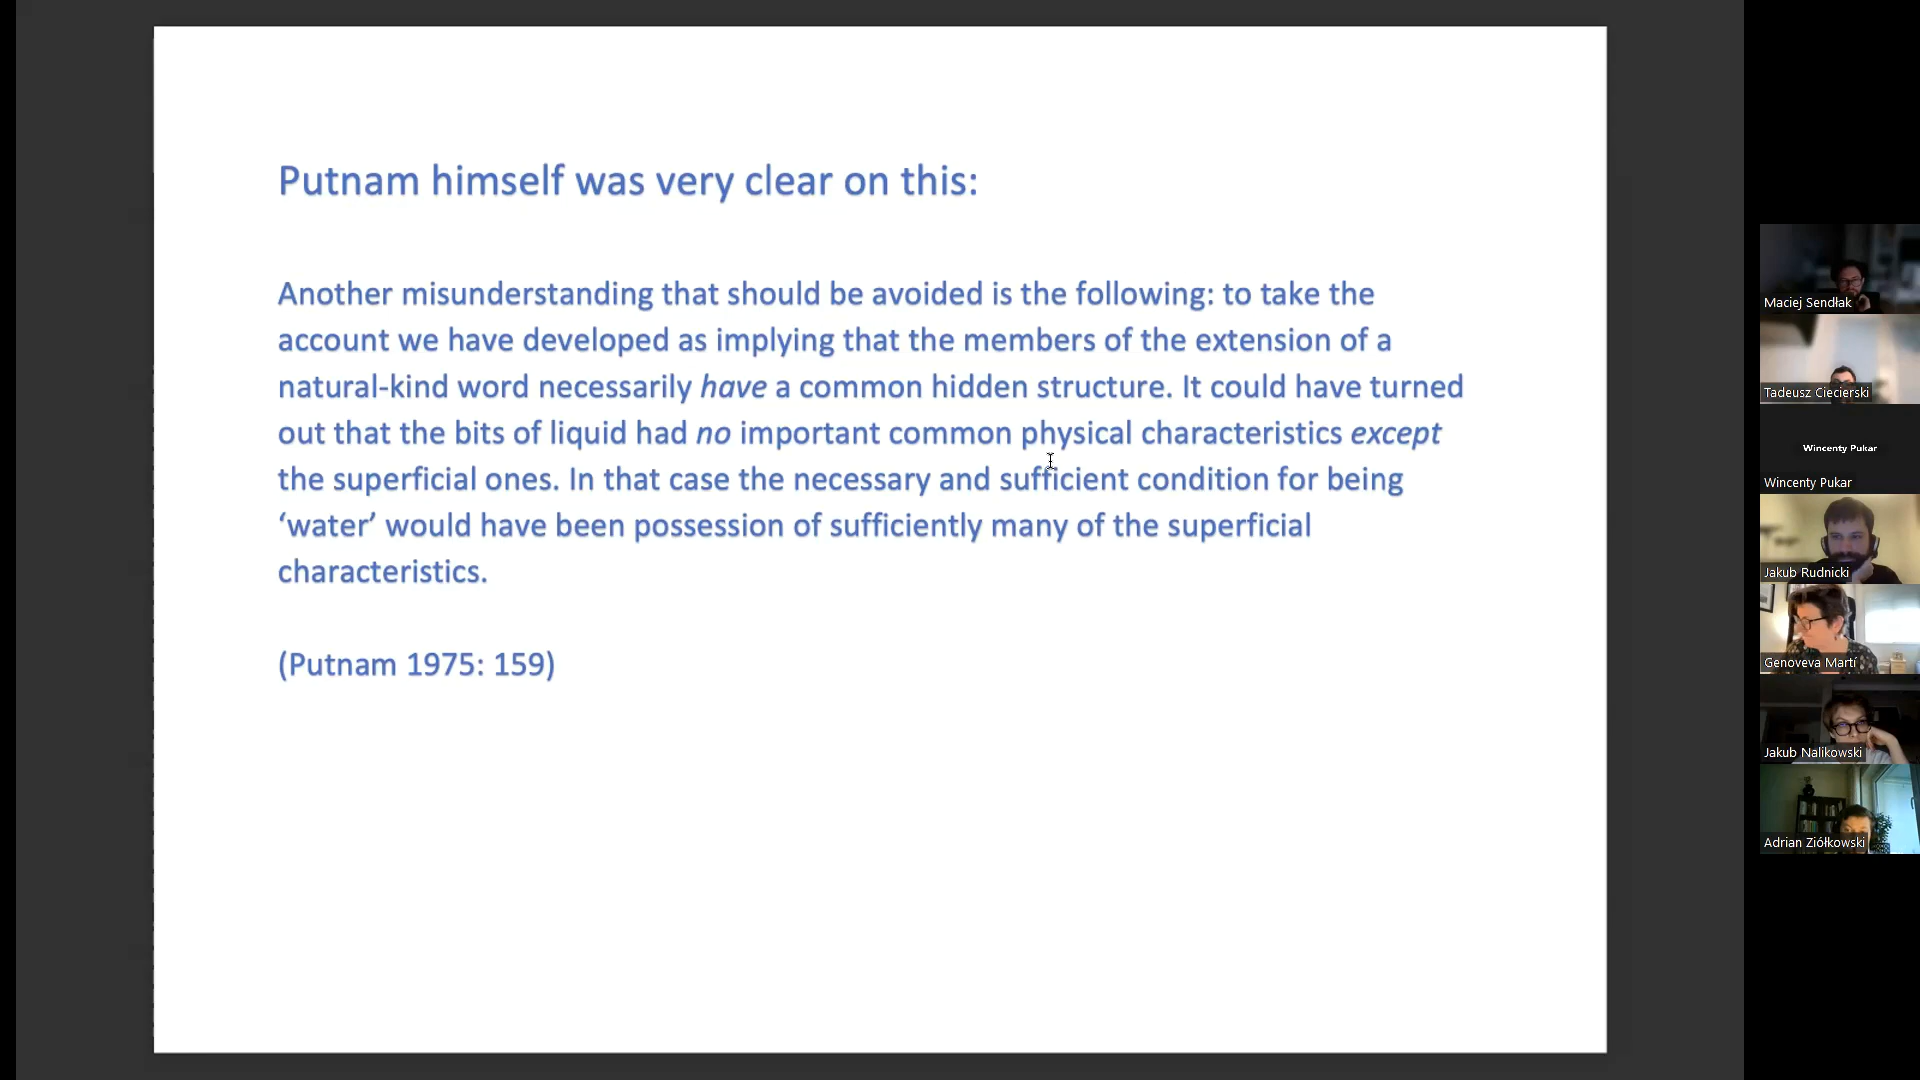 Putnam himself was very clear on this:
Another misunderstanding that should be avoided is the following: to take the
account we have developed as implying that the members of the extension of a
natural-kind word necessarily have a common hidden structure. It could have turned
out that the bits of liquid had no important common physical characteristics except
the superficial ones. In that case the necessary and sufficient condition for being
‘water’ would have been possession of sufficiently many of the superficial
characteristics.
(Putnam 1975: 159)
Maciej Sendłak
Tadeusz Ciecierski
Wincenty Pukar
Wincenty Pukar
Jakub Rudnicki
Genoveva Martí
Jakub Nalikowski
Adrian Ziółkowski